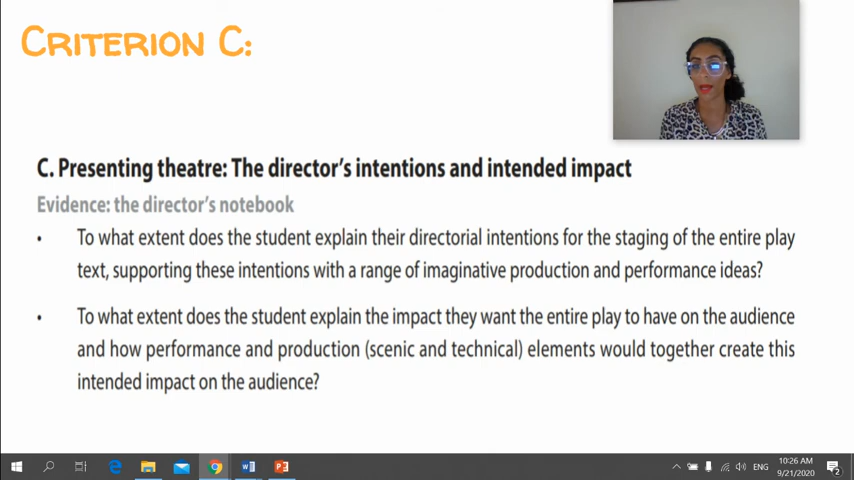 CRITERION C:
C. Presenting theatre: The director's intentions and intended impact
Evidence: the director's notebook
• To what extent does the student explain their directorial intentions for the staging of the entire play
text, supporting these intentions with a range of imaginative production and performance ideas?
• To what extent does the student explain the impact they want the entire play to have on the audience
and how performance and production (scenic and technical) elements would together create this
intended impact on the audience?
ENG
10:26 AM
9/21/2020
2